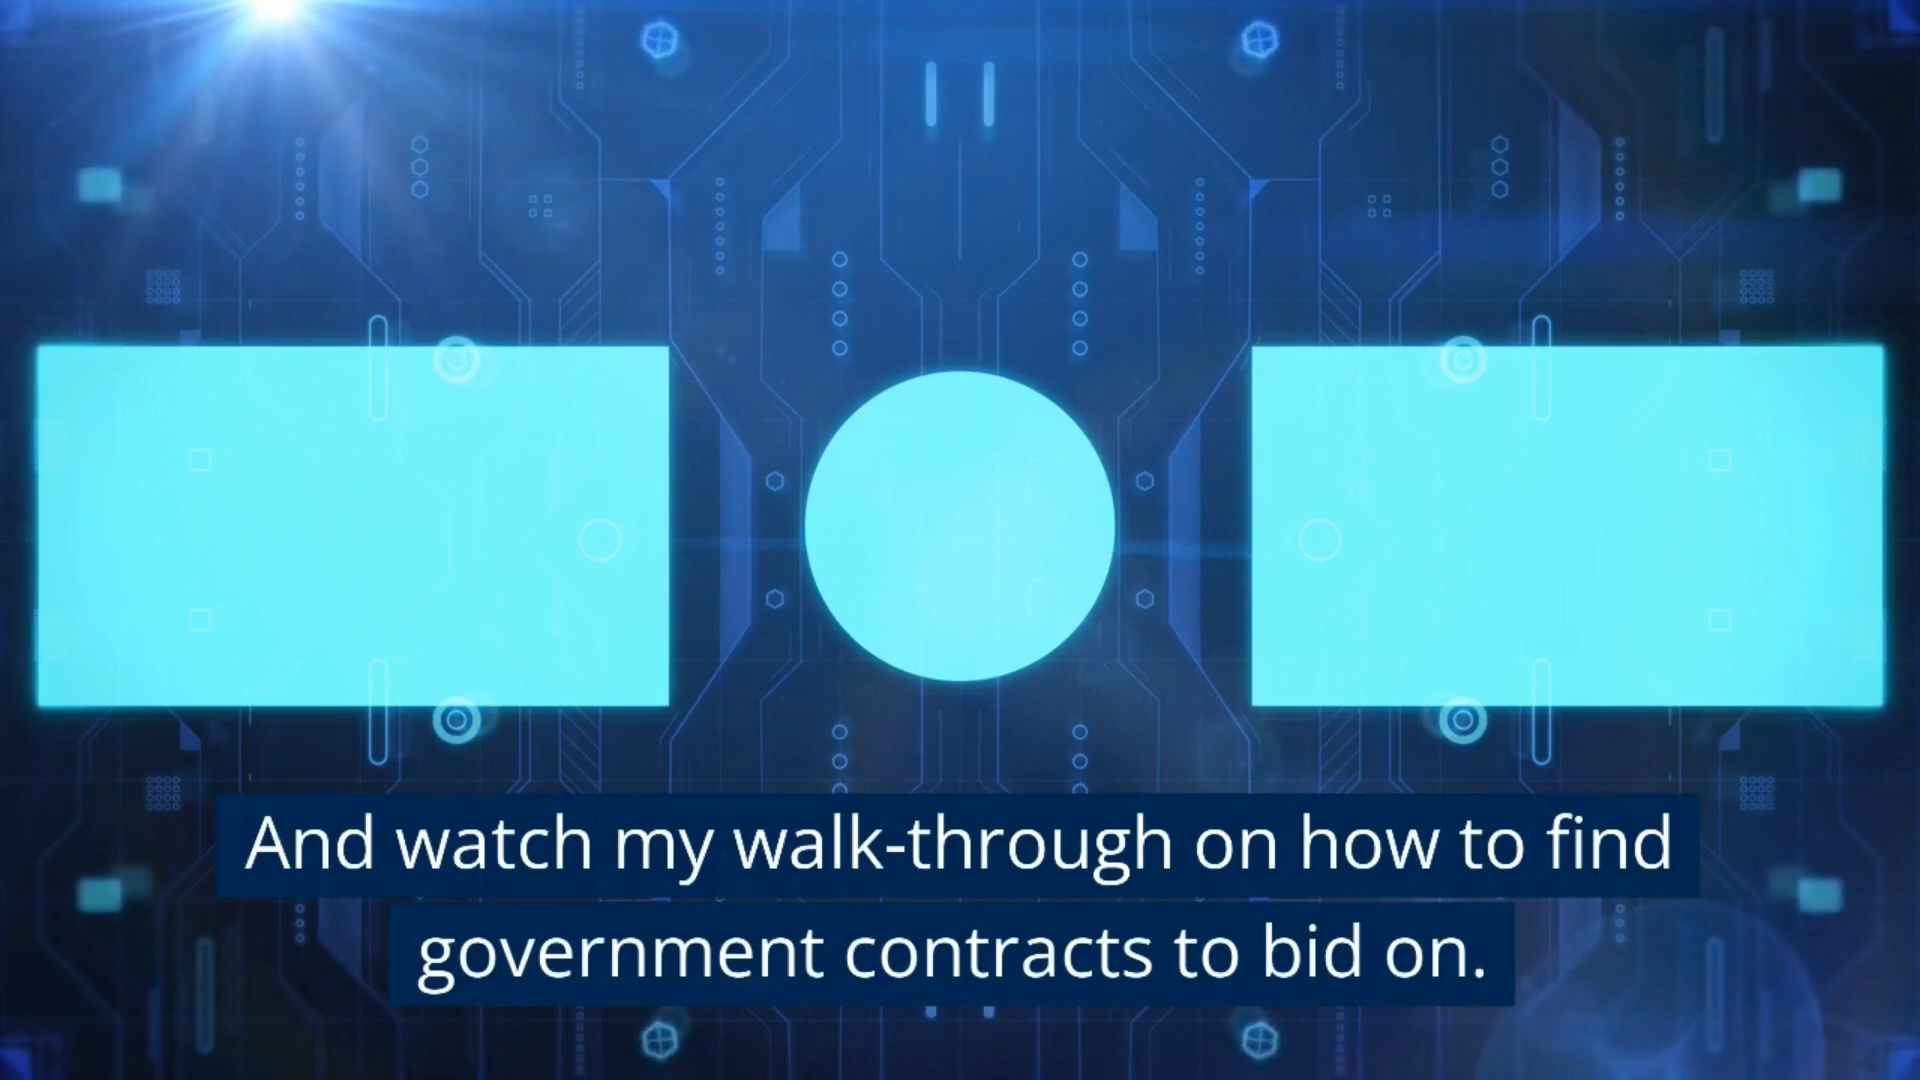 And watch my walk-through on how to find
government contracts to bid on.